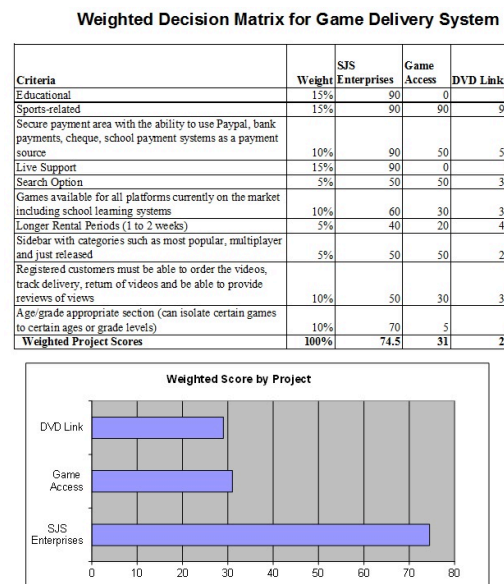 Weighted Decision Matrix for Game Delivery System
Criteria Weight SJS Enterprises Game Access DVD Link
Educational 15% 90 0
Sports-related 15% 90 90 9
Secure payment area with the ability to use Paypal, bank
payments, cheque, school payment systems as a payment
source 10% 90 50 5
Live Support 15% 90 0
Search Option 5% 50 50 3
Games available for all platforms currently on the market
including school learning systems 10% 60 30 3
Longer Rental Periods (1 to 2 weeks) 5% 40 20 4
Sidebar with categories such as most popular, multiplayer
and just released 5% 50 50 2
Registered customers must be able to order the videos,
track delivery, return of videos and be able to provide
reviews of views 10% 50 30 3
Age/grade appropriate section (can isolate certain games
to certain ages or grade levels) 10% 70 5
Weighted Project Scores 100% 74.5 31 2
Weighted Score by Project
DVD Link
Game
Access
SJS
Enterprises
0 10 20 30 40 50 60 70 80